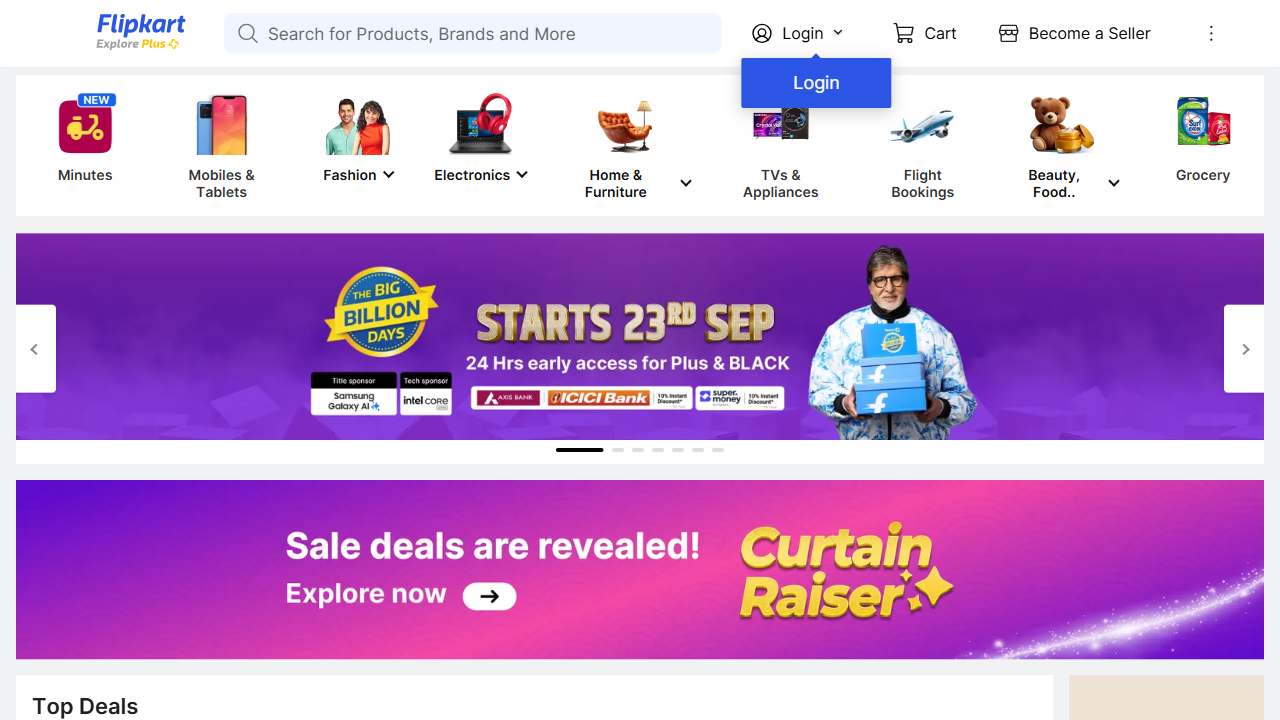 Flipkart
Explore Plus
Search for Products, Brands and More
Login
Cart
Become a Seller
Login
NEW
Minutes
Mobiles &
Tablets
Fashion
Electronics
Home &
Furniture
TVs &
Appliances
Flight
Bookings
Beauty,
Food..
Grocery
THE BIG
BILLION
DAYS
STARTS 23RD SEP
24 Hrs early access for Plus & BLACK
Title sponsor
Samsung
Galaxy AI
Tech sponsor
intel CORE
AXIS BANK
ICICI Bank
10% Instant
Discount*
super.
money
10% Instant
Discount*
Sale deals are revealed!
Explore now
Curtain
Raiser
Top Deals